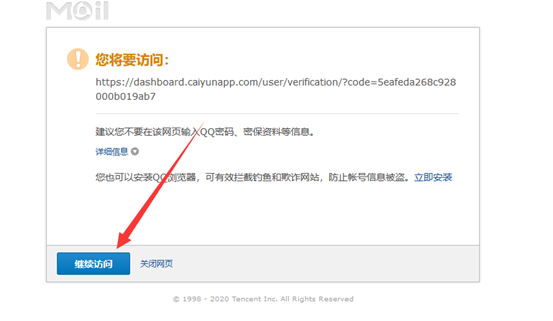 Mail
您将要访问：
https://dashboard.caiyunapp.com/user/verification/?code=5eafeda268c928
000b019ab7
建议您不要在该网页输入QQ密码、密保资料等信息。
详细信息
您也可以安装QQ浏览器，可有效拦截钓鱼和欺诈网站，防止帐号信息被盗。立即安装
继续访问 关闭网页
© 1998 - 2020 Tencent Inc. All Rights Reserved